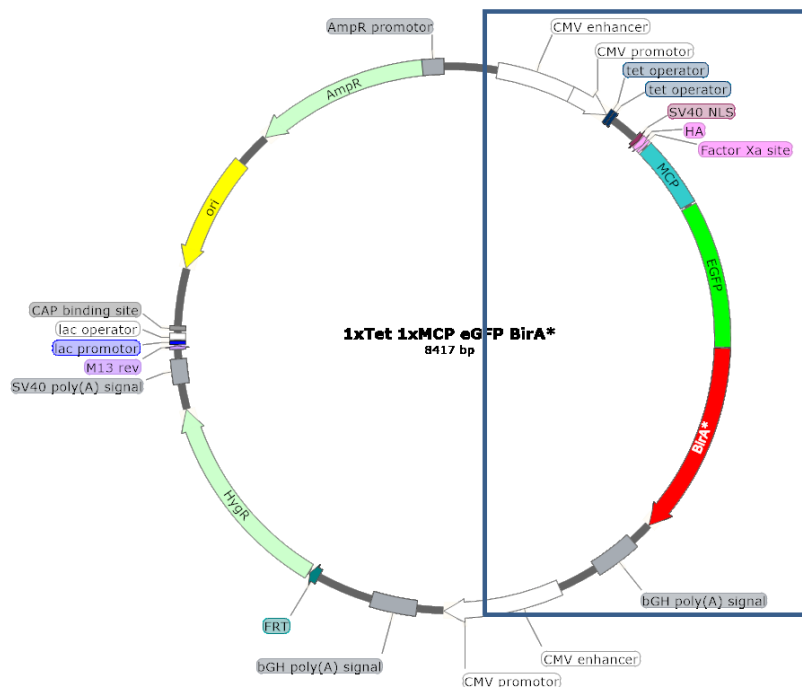 CMV enhancer
AmpR promotor
CMV promotor
tet operator
tet operator
AmpR
SV40 NLS
HA
Factor Xa site
MCP
ori
EGFP
CAP binding site
lac operator
1xTet 1xMCP eGFP BirA*
lac promotor
8417 bp
M13 rev
SV40 poly(A) signal
BirA*
HygR
bGH poly(A) signal
FRT
bGH poly(A) signal
CMV enhancer
CMV promotor